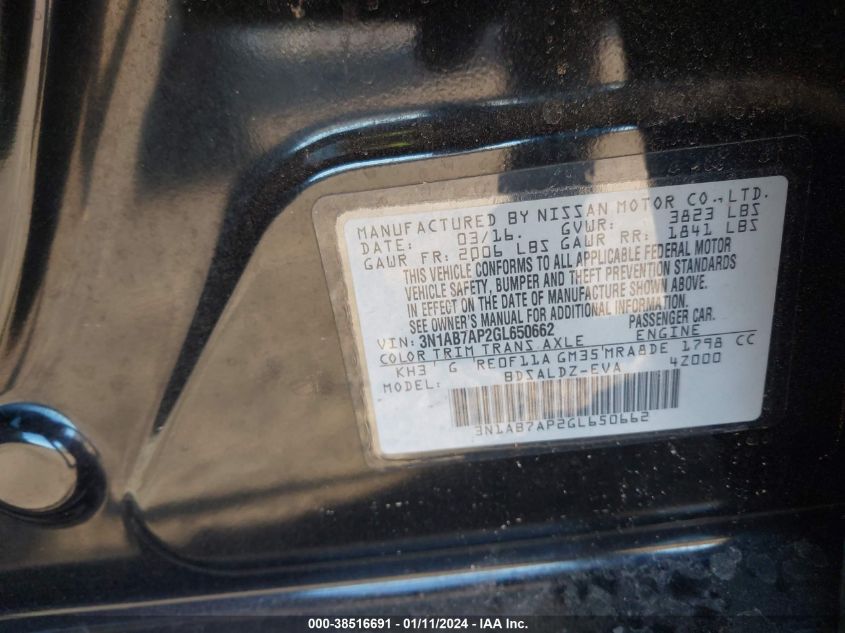 MANUFACTURED BY NISSAN MOTOR CO.,LTD.
DATE: 03/16. GVWR: 3823 LBS
GAWR FR: 2006 LBS GAWR RR: 1841 LBS
THIS VEHICLE CONFORMS TO ALL APPLICABLE FEDERAL MOTOR
VEHICLE SAFETY, BUMPER AND THEFT PREVENTION STANDARDS
IN EFFECT ON THE DATE OF MANUFACTURE SHOWN ABOVE.
SEE OWNER'S MANUAL FOR ADDITIONAL INFORMATION.
VIN: 3N1AB7AP2GL650662 PASSENGER CAR.
COLOR TRIM TRANS AXLE ENGINE
KH3 G RE0F11A GM35 MRA8DE 1798 CC
MODEL: BDSALDZ-EVA 4Z000
3N1AB7AP2GL650662
000-38516691 - 01/11/2024 - © IAA Inc.